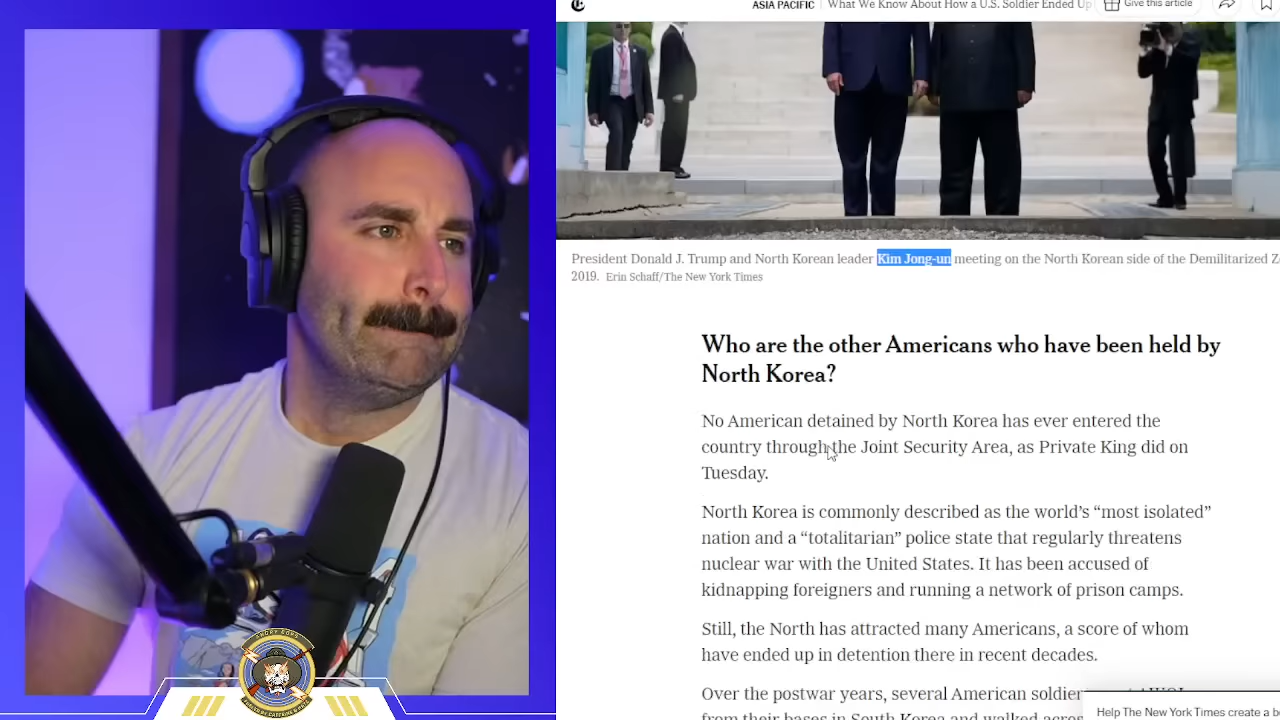 ASIA PACIFIC | What We Know About How a U.S. Soldier Ended Up
Give this article
President Donald J. Trump and North Korean leader Kim Jong-un meeting on the North Korean side of the Demilitarized
2019. Erin Schaff/The New York Times
Who are the other Americans who have been held by
North Korea?
No American detained by North Korea has ever entered the
country through the Joint Security Area, as Private King did on
Tuesday.
North Korea is commonly described as the world's “most isolated”
nation and a “totalitarian” police state that regularly threatens
nuclear war with the United States. It has been accused of
kidnapping foreigners and running a network of prison camps.
Still, the North has attracted many Americans, a score of whom
have ended up in detention there in recent decades.
Over the postwar years, several American
from their bases in South Korea and walked
Help The New York Times create a
ANGRY COPS